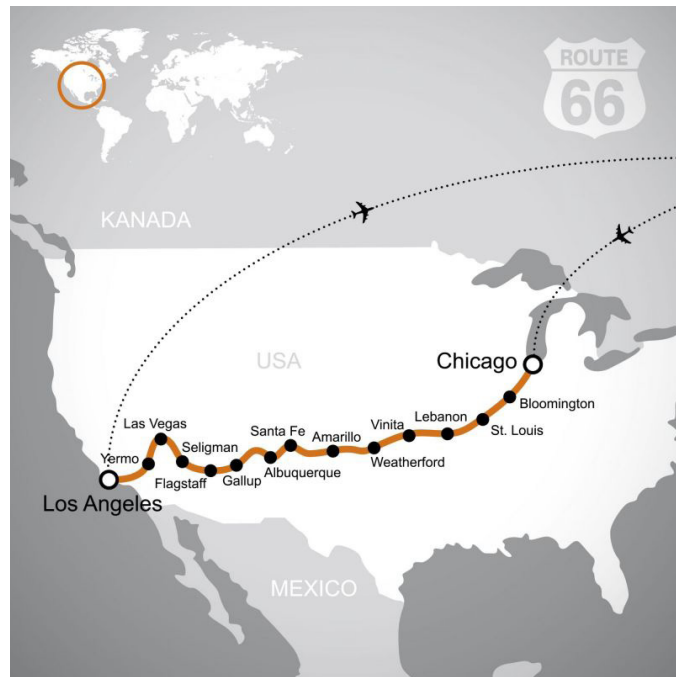 ROUTE
66
KANADA
USA
Chicago
Bloomington
Las Vegas
Santa Fe
Vinita
Lebanon
St. Louis
Yermo
Seligman
Amarillo
Weatherford
Flagstaff
Gallup
Albuquerque
Los Angeles
MEXICO